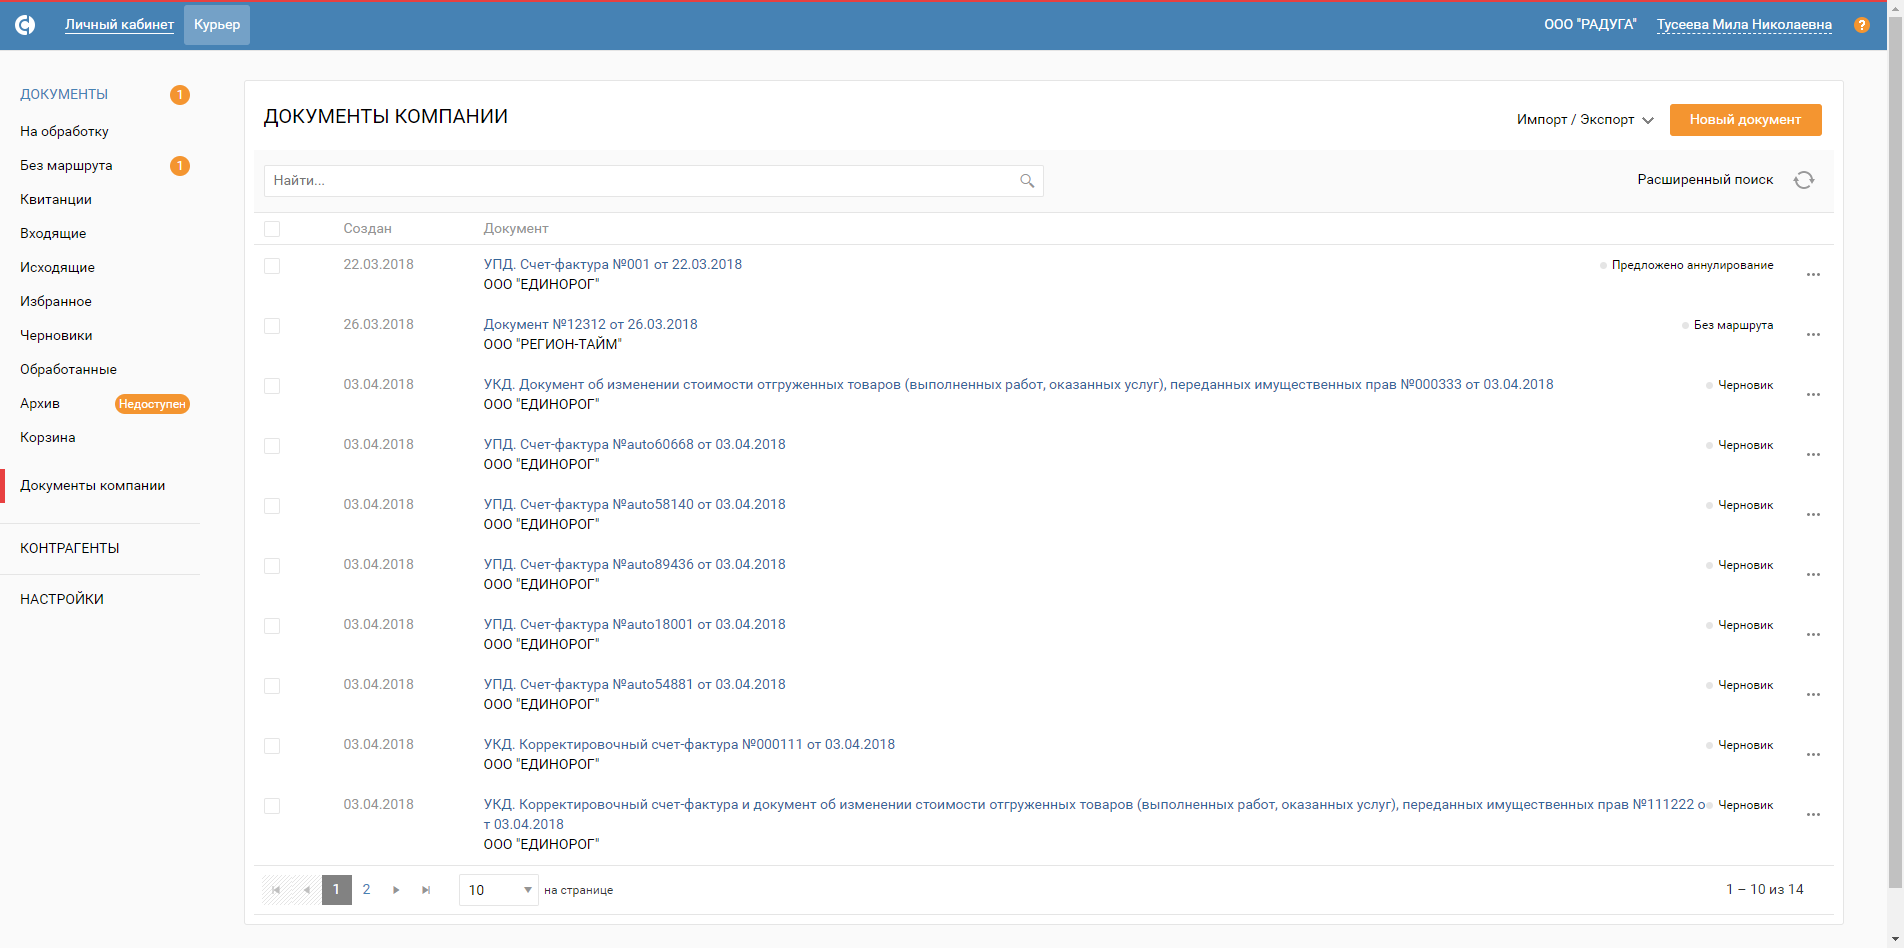 Личный кабинет Курьер ООО "РАДУГА" Тусеева Мила Николаевна ?
ДОКУМЕНТЫ 1
На обработку
Без маршрута 1
Квитанции
Входящие
Исходящие
Избранное
Черновики
Обработанные
Архив Недоступен
Корзина
Документы компании
КОНТРАГЕНТЫ
НАСТРОЙКИ
ДОКУМЕНТЫ КОМПАНИИ
Импорт / Экспорт Новый документ
Найти... Расширенный поиск
Создан Документ
22.03.2018 УПД. Счет-фактура №001 от 22.03.2018 Предложено аннулирование
ООО "ЕДИНОРОГ"
26.03.2018 Документ №12312 от 26.03.2018 Без маршрута
ООО "РЕГИОН-ТАЙМ"
03.04.2018 УКД. Документ об изменении стоимости отгруженных товаров (выполненных работ, оказанных услуг), переданных имущественных прав №000333 от 03.04.2018 Черновик
ООО "ЕДИНОРОГ"
03.04.2018 УПД. Счет-фактура №auto60668 от 03.04.2018 Черновик
ООО "ЕДИНОРОГ"
03.04.2018 УПД. Счет-фактура №auto58140 от 03.04.2018 Черновик
ООО "ЕДИНОРОГ"
03.04.2018 УПД. Счет-фактура №auto89436 от 03.04.2018 Черновик
ООО "ЕДИНОРОГ"
03.04.2018 УПД. Счет-фактура №auto18001 от 03.04.2018 Черновик
ООО "ЕДИНОРОГ"
03.04.2018 УПД. Счет-фактура №auto54881 от 03.04.2018 Черновик
ООО "ЕДИНОРОГ"
03.04.2018 УКД. Корректировочный счет-фактура №000111 от 03.04.2018 Черновик
ООО "ЕДИНОРОГ"
03.04.2018 УКД. Корректировочный счет-фактура и документ об изменении стоимости отгруженных товаров (выполненных работ, оказанных услуг), переданных имущественных прав №111222 о Черновик
т 03.04.2018
ООО "ЕДИНОРОГ"
1 2 10 на странице 1 – 10 из 14